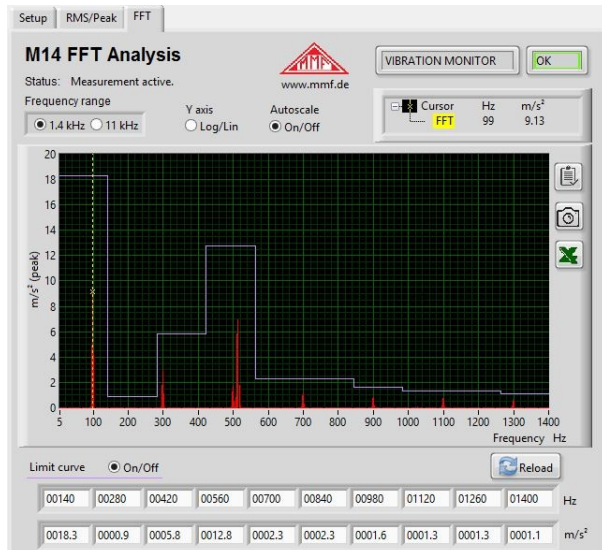 Setup RMS/Peak FFT
M14 FFT Analysis
MMF
www.mmf.de
VIBRATION MONITOR OK
Status: Measurement active.
Frequency range
1.4 kHz 11 kHz
Y axis
Log/Lin
Autoscale
On/Off
Cursor Hz m/s²
FFT 99 9.13
m/s² (peak)
20
18
16
14
12
10
8
6
4
2
0
5 100 200 300 400 500 600 700 800 900 1000 1100 1200 1300 1400
Frequency Hz
Limit curve On/Off
Reload
00140 00280 00420 00560 00700 00840 00980 01120 01260 01400 Hz
0018.3 0000.9 0005.8 0012.8 0002.3 0002.3 0001.6 0001.3 0001.3 0001.1 m/s²